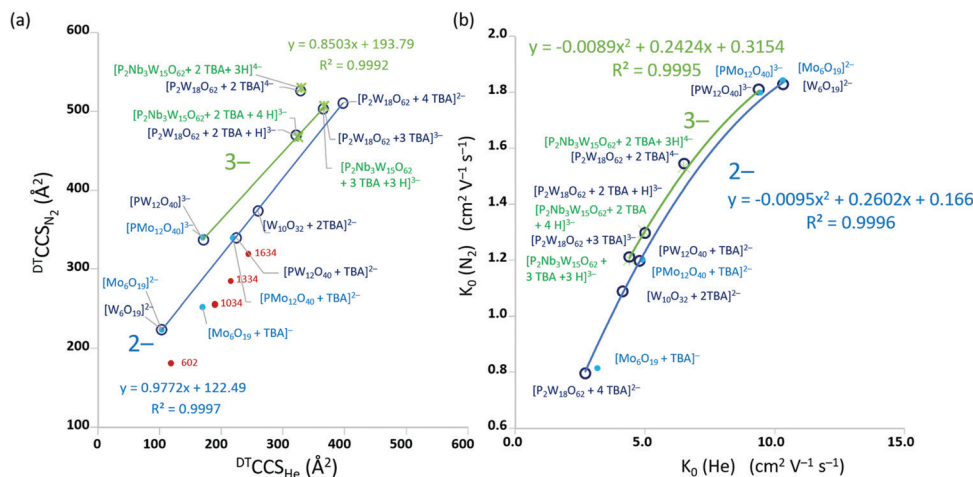 (a)
600
500
400
300
200
100
0
100
200
300
400
500
600
ᴰᵀCCS_N₂ (Å²)
ᴰᵀCCS_He (Å²)
y = 0.8503x + 193.79
R² = 0.9992
[P₂Nb₃W₁₅O₆₂+ 2 TBA+ 3H]⁴⁻
[P₂W₁₈O₆₂ + 2 TBA]⁴⁻
[P₂W₁₈O₆₂ + 4 TBA]²⁻
[P₂Nb₃W₁₅O₆₂+ 2 TBA + 4 H]³⁻
[P₂W₁₈O₆₂ + 2 TBA + H]³⁻
[P₂W₁₈O₆₂ +3 TBA]³⁻
3–
[P₂Nb₃W₁₅O₆₂
+ 3 TBA +3 H]³⁻
[PW₁₂O₄₀]³⁻
[PMo₁₂O₄₀]³⁻
[W₁₀O₃₂ + 2TBA]²⁻
1634
[PW₁₂O₄₀ + TBA]²⁻
[Mo₆O₁₉]²⁻
1334
[PMo₁₂O₄₀ + TBA]²⁻
[W₆O₁₉]²⁻
1034
[Mo₆O₁₉ + TBA]⁻
2–
602
y = 0.9772x + 122.49
R² = 0.9997
(b)
2.0
1.8
1.6
1.4
1.2
1.0
0.8
0.6
0.0
5.0
10.0
15.0
K₀ (N₂) (cm² V⁻¹ s⁻¹)
K₀ (He) (cm² V⁻¹ s⁻¹)
y = -0.0089x² + 0.2424x + 0.3154
R² = 0.9995
[PMo₁₂O₄₀]³⁻
[Mo₆O₁₉]²⁻
[PW₁₂O₄₀]³⁻
[W₆O₁₉]²⁻
3–
[P₂Nb₃W₁₅O₆₂+ 2 TBA+ 3H]⁴⁻
[P₂W₁₈O₆₂ + 2 TBA]⁴⁻
2–
y = -0.0095x² + 0.2602x + 0.166
R² = 0.9996
[P₂W₁₈O₆₂ + 2 TBA + H]³⁻
[P₂Nb₃W₁₅O₆₂+ 2 TBA
+ 4 H]³⁻
[P₂W₁₈O₆₂ +3 TBA]³⁻
[P₂Nb₃W₁₅O₆₂ +
3 TBA +3 H]³⁻
[PW₁₂O₄₀ + TBA]²⁻
[PMo₁₂O₄₀ + TBA]²⁻
[W₁₀O₃₂ + 2TBA]²⁻
[Mo₆O₁₉ + TBA]⁻
[P₂W₁₈O₆₂ + 4 TBA]²⁻